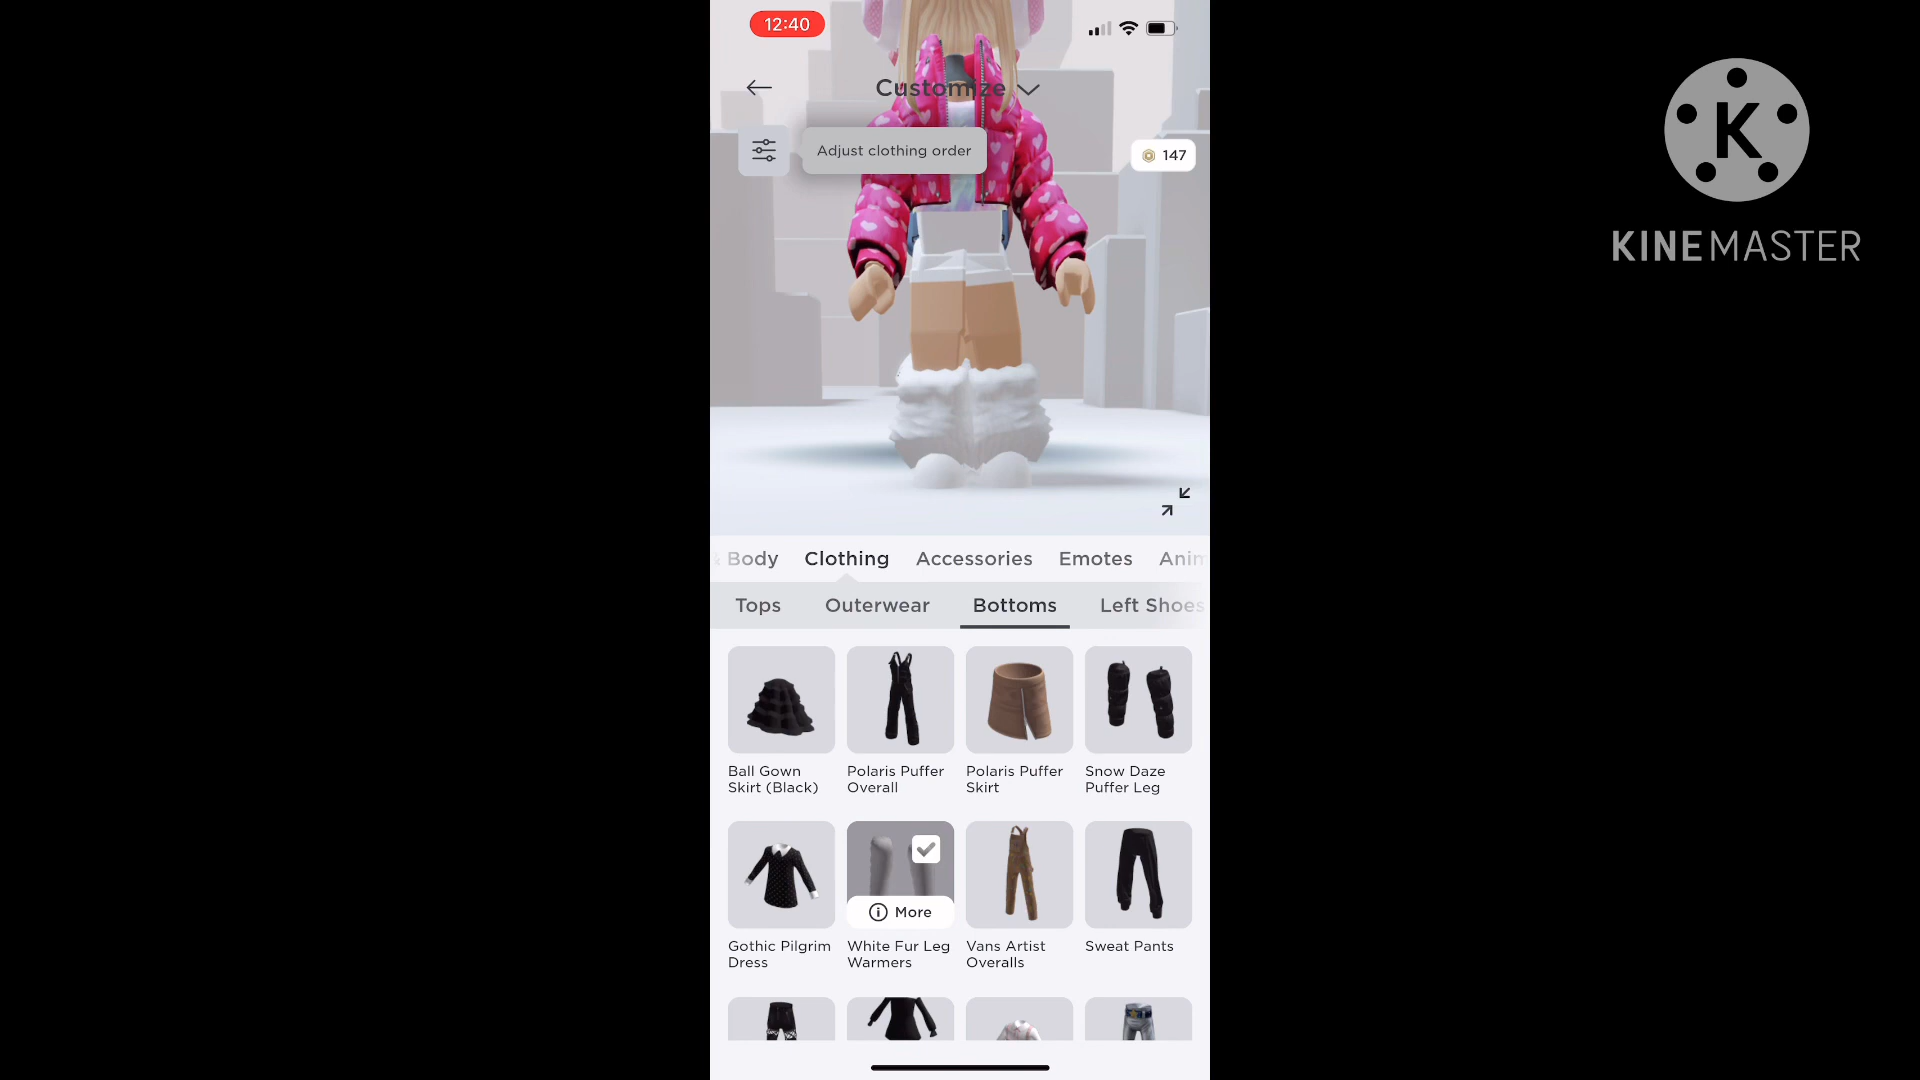 12:40
Customize
Adjust clothing order
147
K
KINEMASTER
& Body Clothing Accessories Emotes Anim
Tops Outerwear Bottoms Left Shoes
Ball Gown Skirt (Black)
Polaris Puffer Overall
Polaris Puffer Skirt
Snow Daze Puffer Leg
More
Gothic Pilgrim Dress
White Fur Leg Warmers
Vans Artist Overalls
Sweat Pants